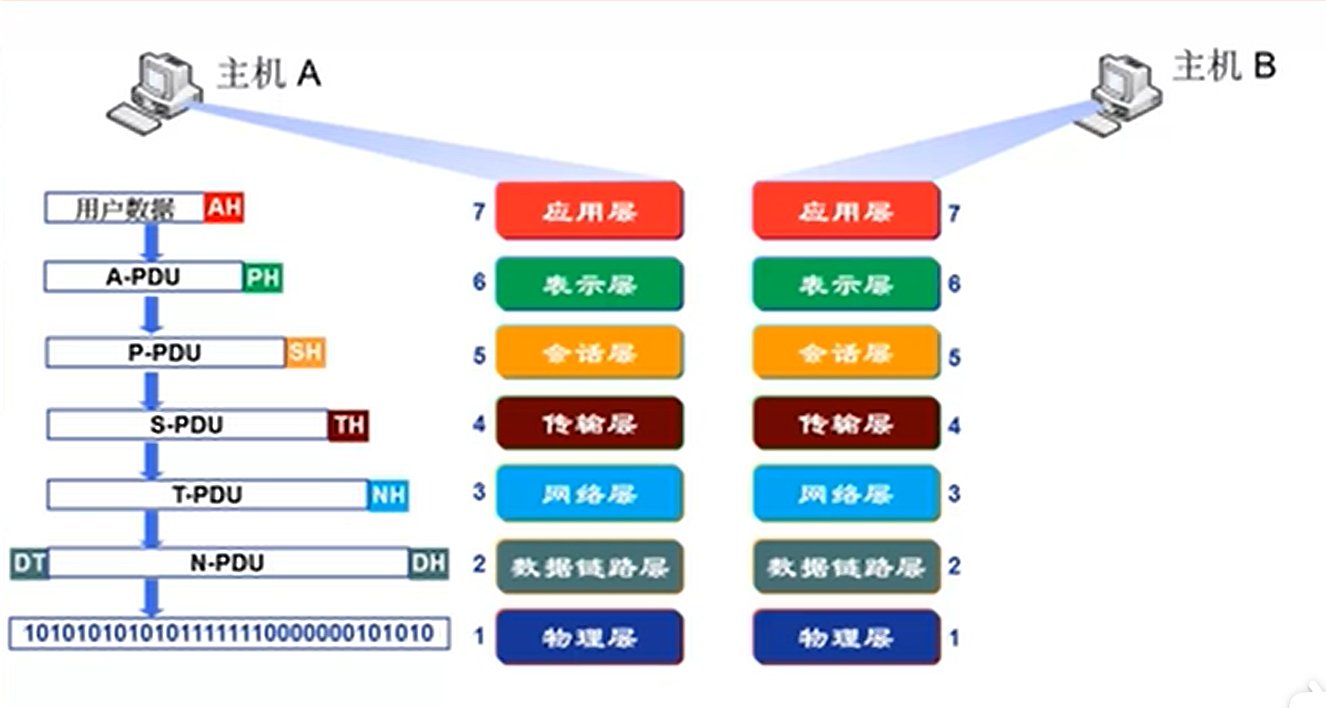 主机 A
主机 B
用户数据 AH 7 应用层 应用层 7
A-PDU PH 6 表示层 表示层 6
P-PDU SH 5 会话层 会话层 5
S-PDU TH 4 传输层 传输层 4
T-PDU NH 3 网络层 网络层 3
DT N-PDU DH 2 数据链路层 数据链路层 2
1010101010101111111000000010​1010 1 物理层 物理层 1